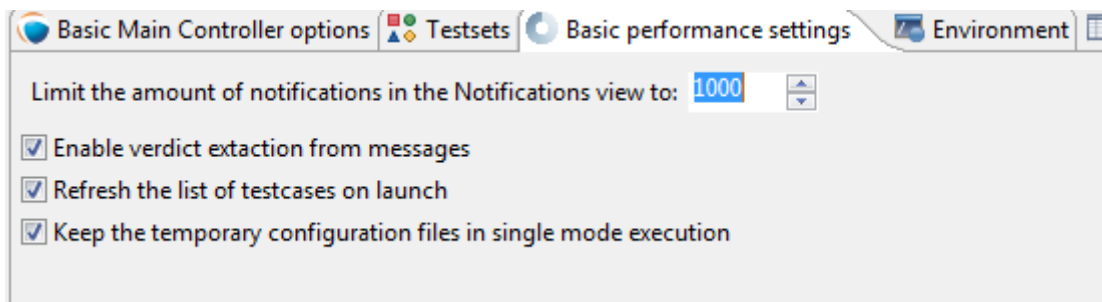 Basic Main Controller options Testsets Basic performance settings Environment
Limit the amount of notifications in the Notifications view to: 1000
Enable verdict extaction from messages
Refresh the list of testcases on launch
Keep the temporary configuration files in single mode execution